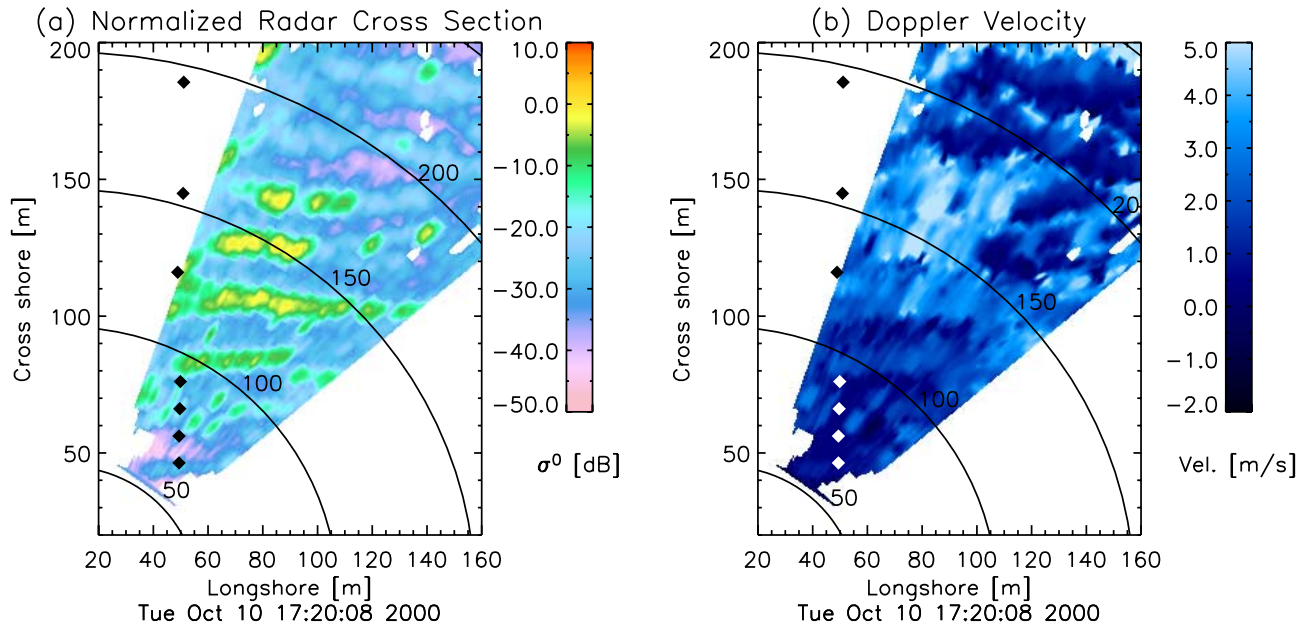 (a) Normalized Radar Cross Section
200
150
100
50
Cross shore [m]
200
150
100
50
20 40 60 80 100 120 140 160
Longshore [m]
Tue Oct 10 17:20:08 2000
10.0
0.0
-10.0
-20.0
-30.0
-40.0
-50.0
σ⁰ [dB]
(b) Doppler Velocity
200
150
100
50
Cross shore [m]
20
150
100
50
20 40 60 80 100 120 140 160
Longshore [m]
Tue Oct 10 17:20:08 2000
5.0
4.0
3.0
2.0
1.0
0.0
-1.0
-2.0
Vel. [m/s]